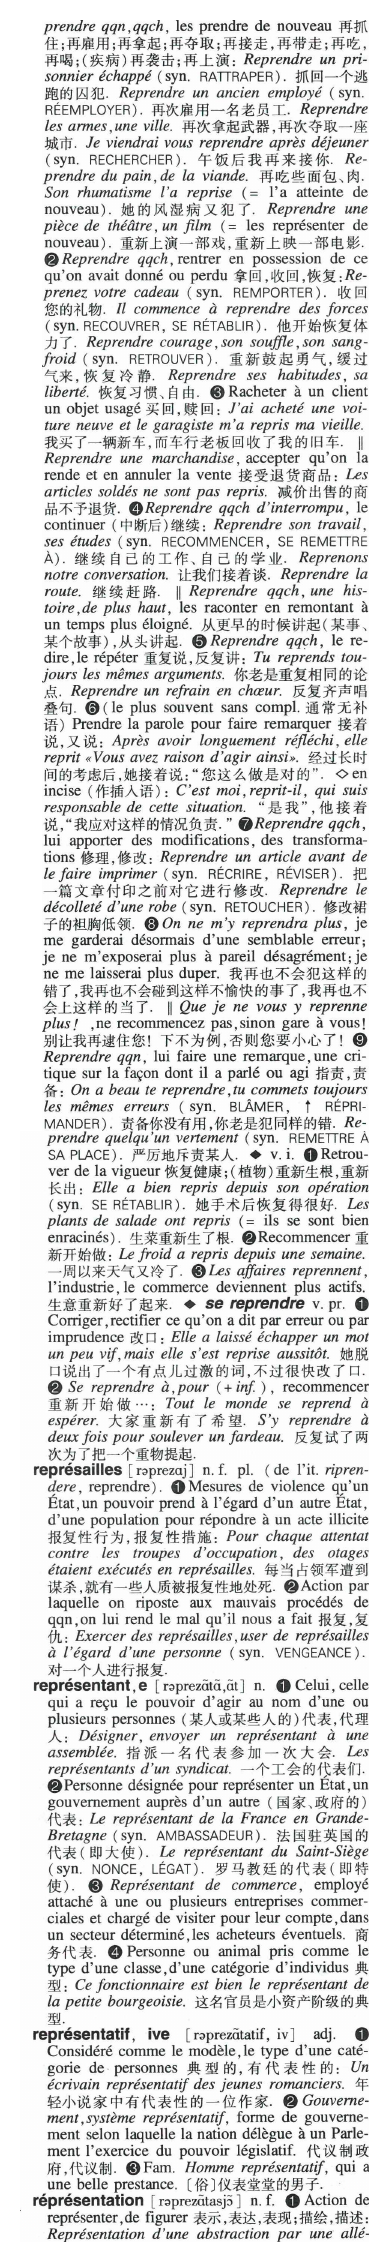 prendre qqn,qqch, les prendre de nouveau 再抓
住;再雇用;再拿起;再夺取;再接走,再带走;再吃,
再喝;(疾病)再袭击;再上演: Reprendre un pri-
sonnier échappé (syn. RATTRAPER). 抓回一个逃
跑的囚犯. Reprendre un ancien employé (syn.
RÉEMPLOYER). 再次雇用一名老员工. Reprendre
les armes,une ville. 再次拿起武器,再次夺取一座
城市. Je viendrai vous reprendre après déjeuner
(syn. RECHERCHER). 午饭后我再来接你. Re-
prendre du pain,de la viande. 再吃些面包、肉.
Son rhumatisme l'a reprise (= l'a atteinte de
nouveau). 她的风湿病又犯了. Reprendre une
pièce de théâtre,un film (= les représenter de
nouveau). 重新上演一部戏,重新上映一部电影.
❷Reprendre qqch,rentrer en possession de ce
qu'on avait donné ou perdu 拿回,收回,恢复:Re-
prenez votre cadeau (syn. REMPORTER). 收回
您的礼物. Il commence à reprendre des forces
(syn. RECOUVRER, SE RÉTABLIR). 他开始恢复体
力了. Reprendre courage,son souffle,son sang-
froid (syn. RETROUVER). 重新鼓起勇气,缓过
气来,恢复冷静. Reprendre ses habitudes, sa
liberté. 恢复习惯、自由. ❸Racheter à un client
un objet usagé 买回,赎回: J'ai acheté une voi-
ture neuve et le garagiste m'a repris ma vieille.
我买了一辆新车,而车行老板回收了我的旧车. ‖
Reprendre une marchandise, accepter qu'on la
rende et en annuler la vente 接受退货商品: Les
articles soldés ne sont pas repris. 减价出售的商
品不予退货. ❹Reprendre qqch d'interrompu, le
continuer (中断后)继续: Reprendre son travail,
ses études (syn. RECOMMENCER, SE REMETTRE
À). 继续自己的工作、自己的学业. Reprenons
notre conversation. 让我们接着谈. Reprendre la
route. 继续赶路. ‖ Reprendre qqch,une his-
toire,de plus haut, les raconter en remontant à
un temps plus éloigné. 从更早的时候讲起(某事、
某个故事),从头讲起. ❺Reprendre qqch, le re-
dire,le répéter 重复说,反复讲: Tu reprends tou-
jours les mêmes arguments. 你老是重复相同的论
点. Reprendre un refrain en chœur. 反复齐声唱
叠句. ❻(le plus souvent sans compl. 通常无补
语) Prendre la parole pour faire remarquer 接着
说,又说: Après avoir longuement réfléchi, elle
reprit «Vous avez raison d'agir ainsi». 经过长时
间的考虑后,她接着说:“您这么做是对的”. ◇en
incise (作插入语): C'est moi,reprit-il, qui suis
responsable de cette situation. “是我”,他接着
说,“我应对这样的情况负责.” ❼Reprendre qqch,
lui apporter des modifications, des transforma-
tions 修理,修改: Reprendre un article avant de
le faire imprimer (syn. RÉCRIRE, RÉVISER). 把
一篇文章付印之前对它进行修改. Reprendre le
décolleté d'une robe (syn. RETOUCHER). 修改裙
子的袒胸低领. ❽On ne m'y reprendra plus, je
me garderai désormais d'une semblable erreur;
je ne m'exposerai plus à pareil désagrément;je
ne me laisserai plus duper. 我再也不会犯这样的
错了,我再也不会碰到这样不愉快的事了,我再也不
会上这样的当了. ‖ Que je ne vous y reprenne
plus! ,ne recommencez pas,sinon gare à vous!
别让我再逮住您! 下不为例,否则您要小心了! ❾
Reprendre qqn, lui faire une remarque,une cri-
tique sur la façon dont il a parlé ou agi 指责,责
备: On a beau te reprendre,tu commets toujours
les mêmes erreurs (syn. BLÂMER, ↑ RÉPRI-
MANDER). 责备你没有用,你老是犯同样的错. Re-
prendre quelqu'un vertement (syn. REMETTRE À
SA PLACE). 严厉地斥责某人. ◆ v. i. ❶Retrou-
ver de la vigueur 恢复健康;(植物)重新生根,重新
长出: Elle a bien repris depuis son opération
(syn. SE RÉTABLIR). 她手术后恢复得很好. Les
plants de salade ont repris (= ils se sont bien
enracinés). 生菜重新生了根. ❷Recommencer 重
新开始做: Le froid a repris depuis une semaine.
一周以来天气又冷了. ❸Les affaires reprennent,
l'industrie,le commerce deviennent plus actifs.
生意重新好了起来. ◆ se reprendre v. pr. ❶
Corriger,rectifier ce qu'on a dit par erreur ou par
imprudence 改口: Elle a laissé échapper un mot
un peu vif,mais elle s'est reprise aussitôt. 她脱
口说出了一个有点儿过激的词,不过很快改了口.
❷ Se reprendre à,pour (+inf.), recommencer
重新开始做…: Tout le monde se reprend à
espérer. 大家重新有了希望. S'y reprendre à
deux fois pour soulever un fardeau. 反复试了两
次为了把一个重物提起.
représailles [rəprezɑj] n. f. pl. (de l'it. ripren-
dere, reprendre). ❶Mesures de violence qu'un
État,un pouvoir prend à l'égard d'un autre État,
d'une population pour répondre à un acte illicite
报复性行为,报复性措施: Pour chaque attentat
contre les troupes d'occupation, des otages
étaient exécutés en représailles. 每当占领军遭到
谋杀,就有一些人质被报复性地处死. ❷Action par
laquelle on riposte aux mauvais procédés de
qqn,on lui rend le mal qu'il nous a fait 报复,复
仇: Exercer des représailles,user de représailles
à l'égard d'une personne (syn. VENGEANCE).
对一个人进行报复.
représentant,e [rəprezɑ̃tɑ̃,ɑ̃t] n. ❶ Celui, celle
qui a reçu le pouvoir d'agir au nom d'une ou
plusieurs personnes (某人或某些人的)代表,代理
人: Désigner, envoyer un représentant à une
assemblée. 指派一名代表参加一次大会. Les
représentants d'un syndicat. 一个工会的代表们.
❷Personne désignée pour représenter un État,un
gouvernement auprès d'un autre (国家、政府的)
代表: Le représentant de la France en Grande-
Bretagne (syn. AMBASSADEUR). 法国驻英国的
代表(即大使). Le représentant du Saint-Siège
(syn. NONCE, LÉGAT). 罗马教廷的代表(即特
使). ❸ Représentant de commerce, employé
attaché à une ou plusieurs entreprises commer-
ciales et chargé de visiter pour leur compte,dans
un secteur déterminé,les acheteurs éventuels. 商
务代表. ❹ Personne ou animal pris comme le
type d'une classe,d'une catégorie d'individus 典
型: Ce fonctionnaire est bien le représentant de
la petite bourgeoisie. 这名官员是小资产阶级的典
型.
représentatif, ive [rəprezɑ̃tatif, iv] adj. ❶
Considéré comme le modèle,le type d'une caté-
gorie de personnes 典型的,有代表性的: Un
écrivain représentatif des jeunes romanciers. 年
轻小说家中有代表性的一位作家. ❷Gouverne-
ment,système représentatif, forme de gouverne-
ment selon laquelle la nation délègue à un Parle-
ment l'exercice du pouvoir législatif. 代议制政
府,代议制. ❸Fam. Homme représentatif, qui a
une belle prestance. [俗]仪表堂堂的男子.
représentation [rəprezɑ̃tasjɔ̃] n. f. ❶ Action de
représenter,de figurer 表示,表达,表现;描绘,描述:
Représentation d'une abstraction par une allé-